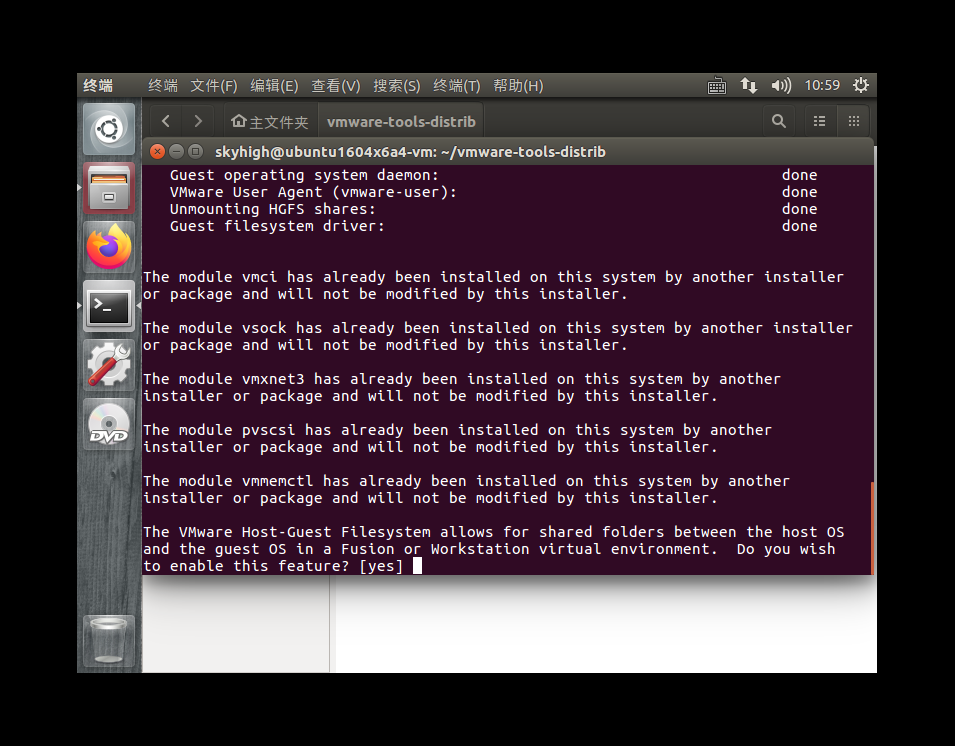 终端 终端 文件(F) 编辑(E) 查看(V) 搜索(S) 终端(T) 帮助(H) 10:59
主文件夹 vmware-tools-distrib
skyhigh@ubuntu1604x6a4-vm: ~/vmware-tools-distrib
Guest operating system daemon: done
VMware User Agent (vmware-user): done
Unmounting HGFS shares: done
Guest filesystem driver: done
The module vmci has already been installed on this system by another installer
or package and will not be modified by this installer.
The module vsock has already been installed on this system by another installer
or package and will not be modified by this installer.
The module vmxnet3 has already been installed on this system by another
installer or package and will not be modified by this installer.
The module pvscsi has already been installed on this system by another
installer or package and will not be modified by this installer.
The module vmmemctl has already been installed on this system by another
installer or package and will not be modified by this installer.
The VMware Host-Guest Filesystem allows for shared folders between the host OS
and the guest OS in a Fusion or Workstation virtual environment.  Do you wish
to enable this feature? [yes]
>_
DVD